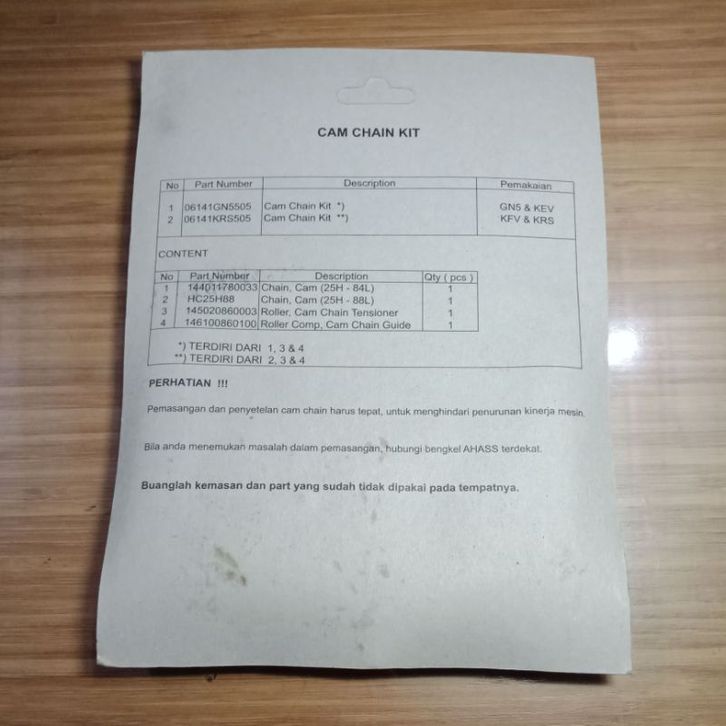 CAM CHAIN KIT
No Part Number Description Pemakaian
1 06141GN5505 Cam Chain Kit *) GN5 & KEV
2 06141KRS505 Cam Chain Kit **) KFV & KRS
CONTENT
No Part Number Description Qty ( pcs )
1 144011780033 Chain, Cam (25H - 84L) 1
2 HC25H88 Chain, Cam (25H - 88L) 1
3 145020860003 Roller, Cam Chain Tensioner 1
4 146100860100 Roller Comp, Cam Chain Guide 1
*) TERDIRI DARI 1, 3 & 4
**) TERDIRI DARI 2, 3 & 4
PERHATIAN !!!
Pemasangan dan penyetelan cam chain harus tepat, untuk menghindari penurunan kinerja mesin.
Bila anda menemukan masalah dalam pemasangan, hubungi bengkel AHASS terdekat.
Buanglah kemasan dan part yang sudah tidak dipakai pada tempatnya.